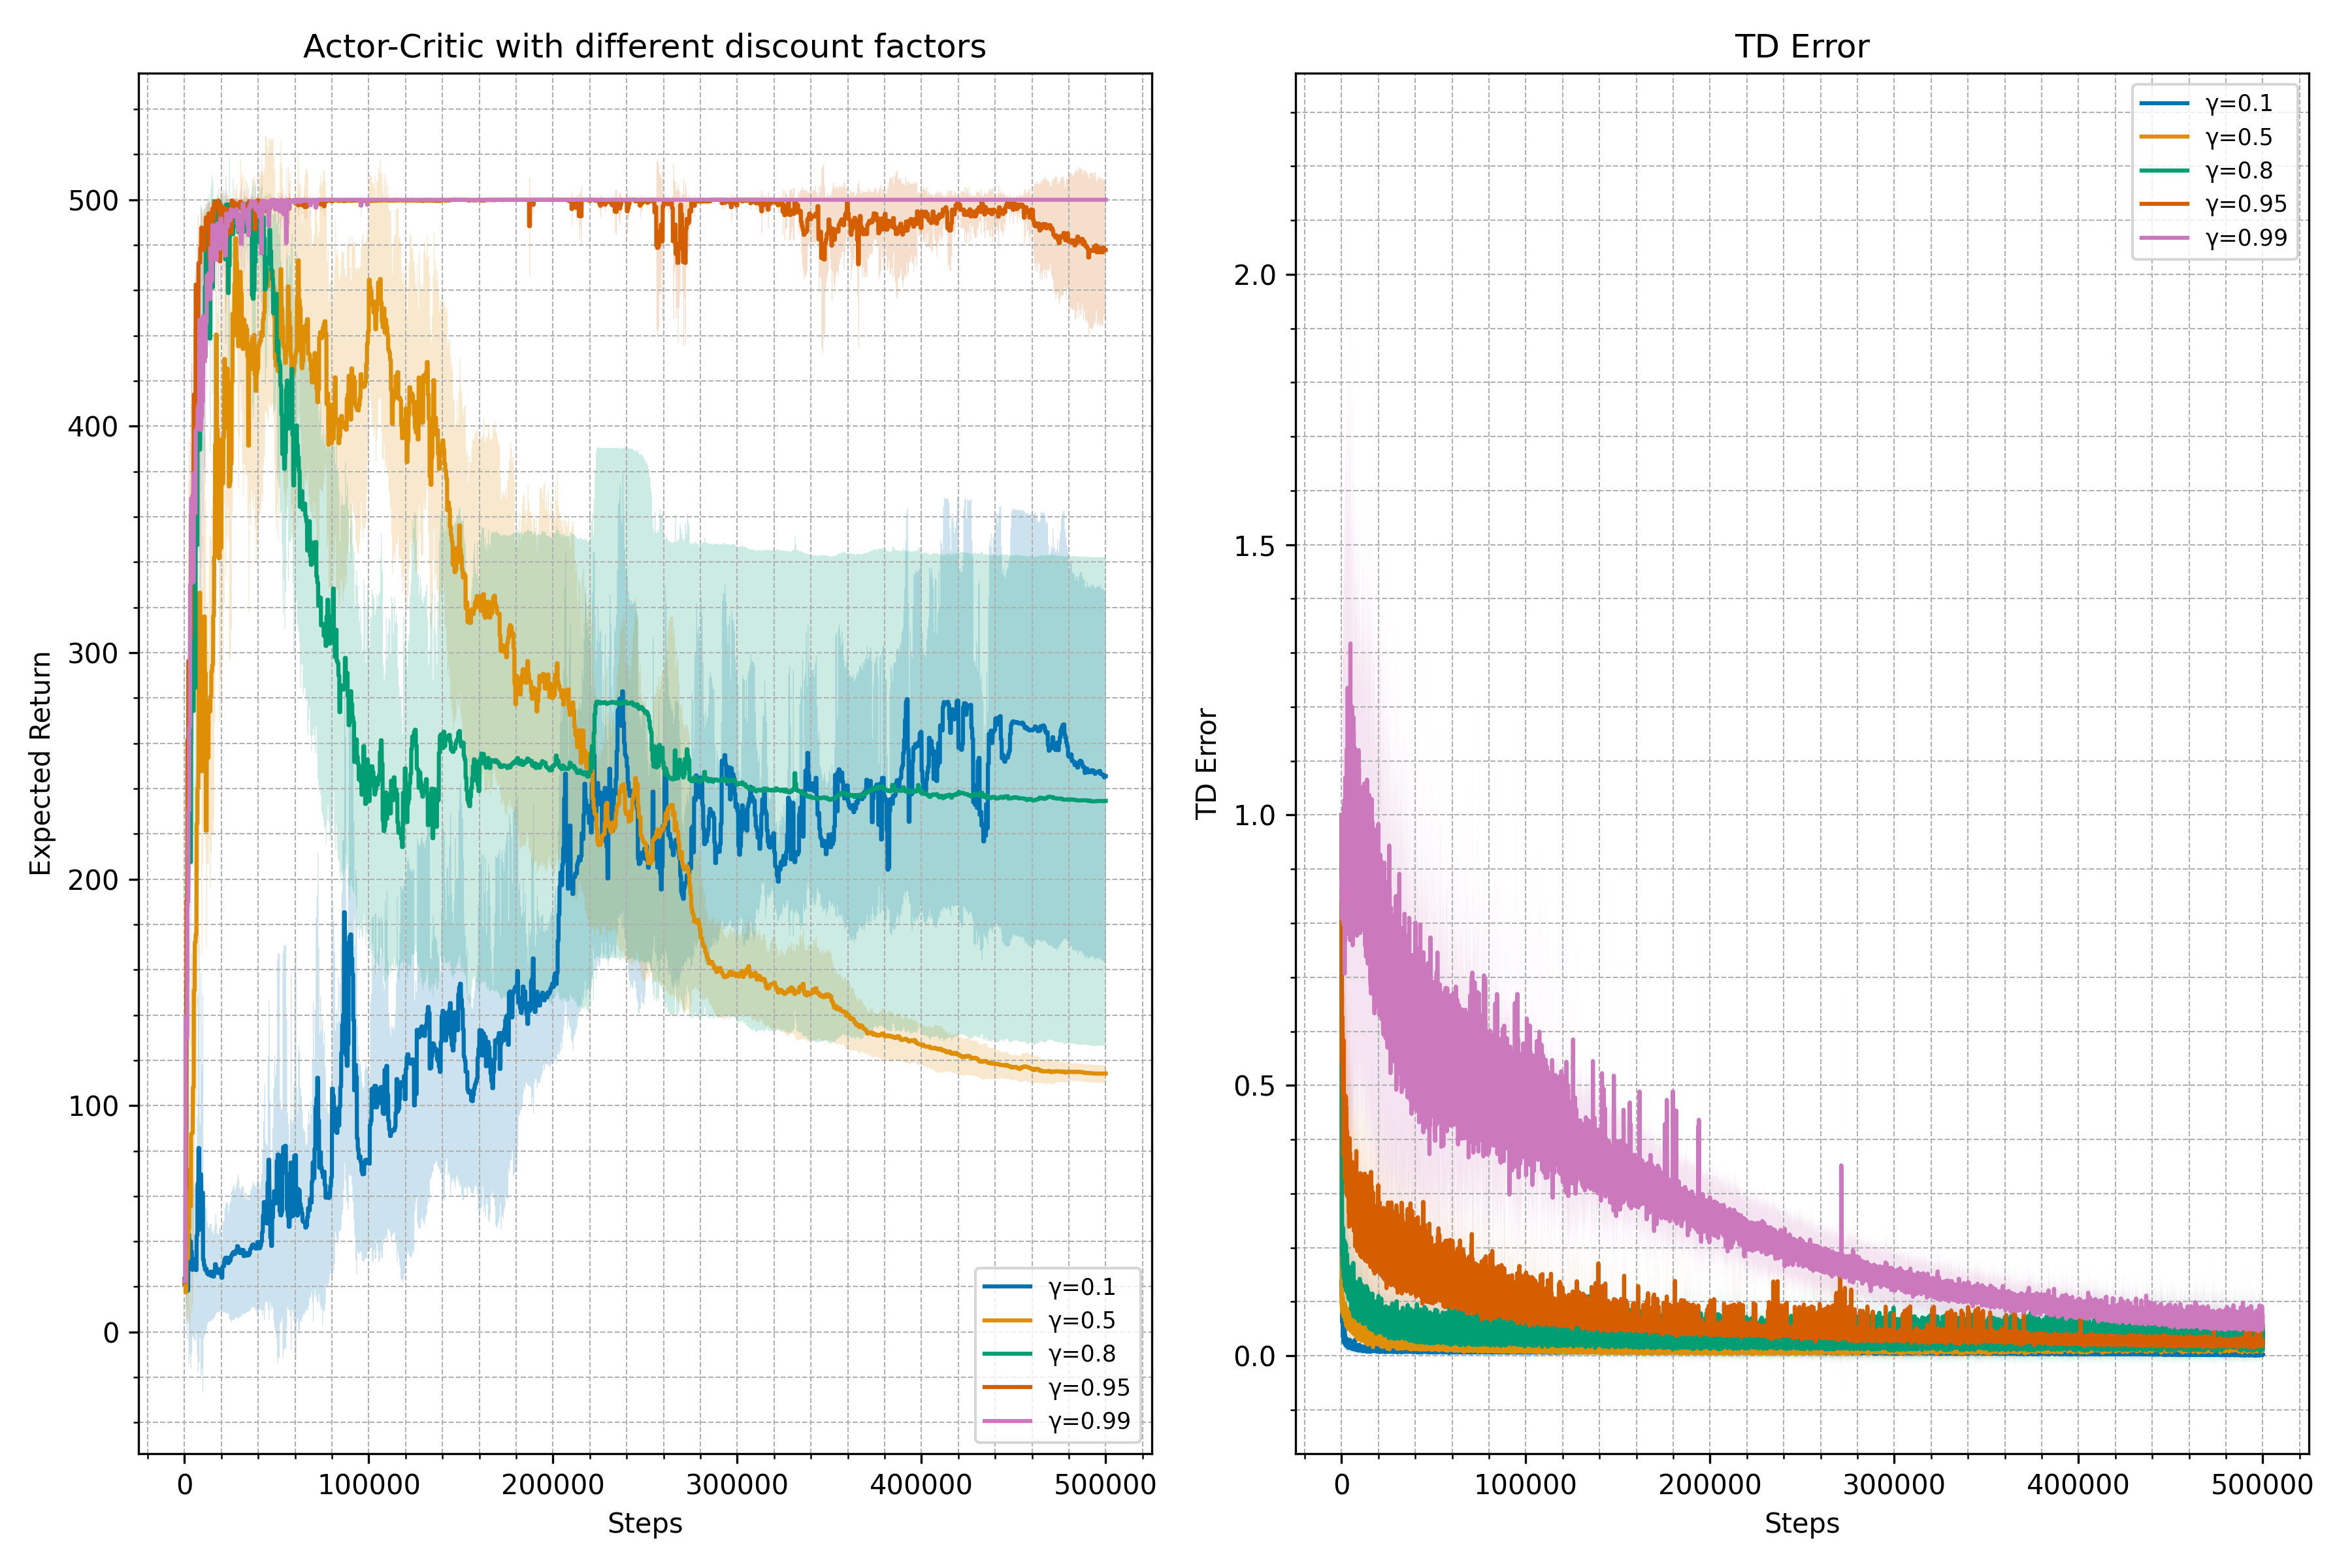 Actor-Critic with different discount factors
Expected Return
500
400
300
200
100
0
0 100000 200000 300000 400000 500000
Steps
γ=0.1
γ=0.5
γ=0.8
γ=0.95
γ=0.99
TD Error
TD Error
2.0
1.5
1.0
0.5
0.0
0 100000 200000 300000 400000 500000
Steps
γ=0.1
γ=0.5
γ=0.8
γ=0.95
γ=0.99